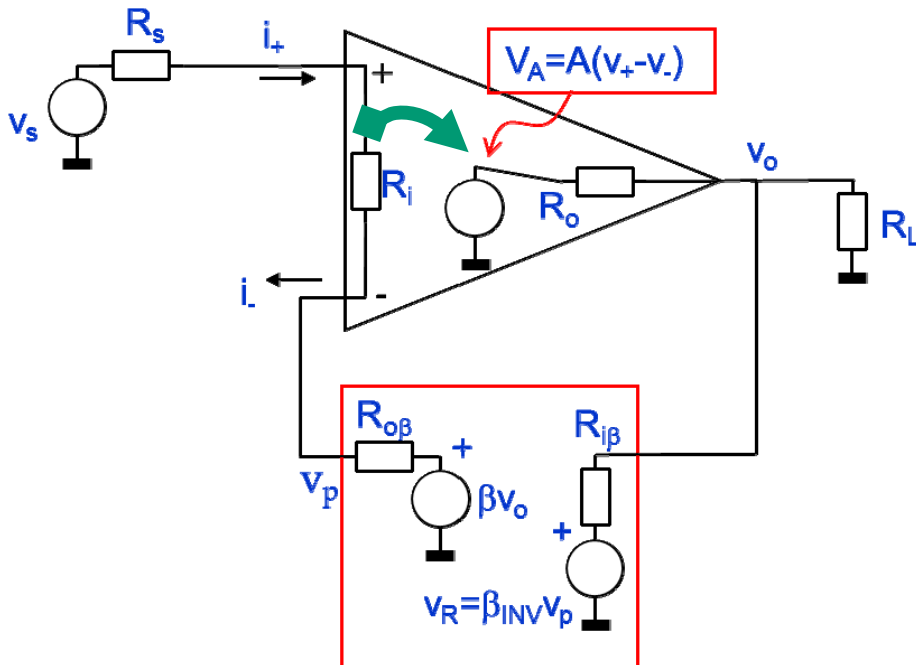 Rs
i+
VA=A(v+-v-)
+
vs
Ri
Ro
vo
RL
i-
-
Roβ
+
Riβ
vp
βvo
+
vR=βINVvp